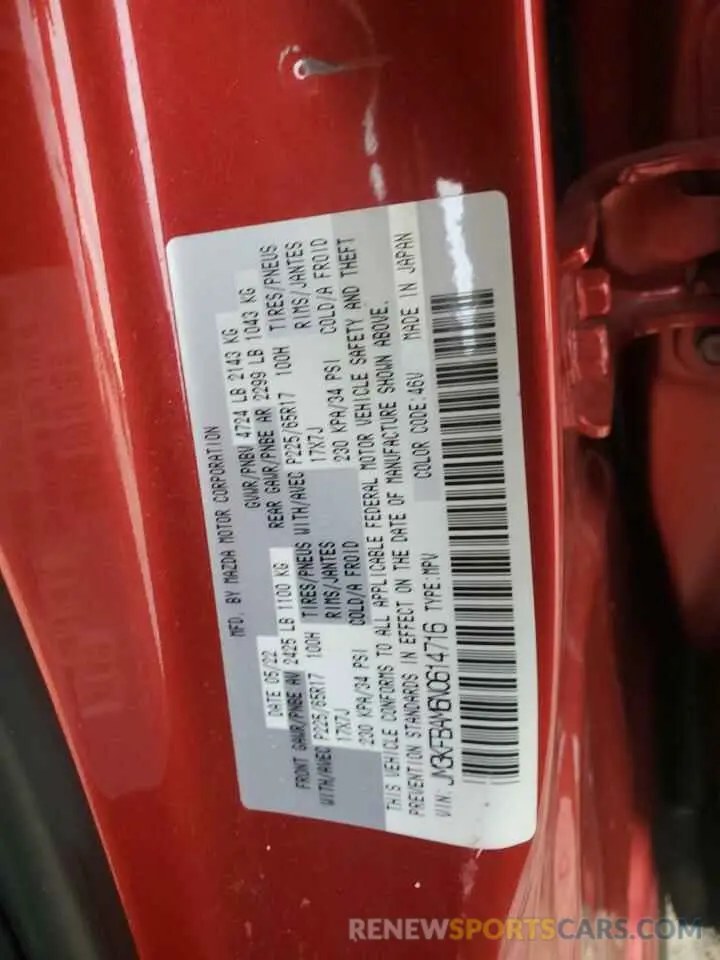 MFD. BY MAZDA MOTOR CORPORATION
DATE 05/22 GVWR/PNBV 4724 LB 2143 KG
FRONT GAWR/PNBE AV 2425 LB 1100 KG REAR GAWR/PNBE AR 2299 LB 1043 KG
WITH/AVEC P225/65R17 100H TIRES/PNEUS WITH/AVEC P225/65R17 100H TIRES/PNEUS
17X7J RIMS/JANTES 17X7J RIMS/JANTES
230 KPA/34 PSI COLD/A FROID 230 KPA/34 PSI COLD/A FROID
THIS VEHICLE CONFORMS TO ALL APPLICABLE FEDERAL MOTOR VEHICLE SAFETY AND THEFT
PREVENTION STANDARDS IN EFFECT ON THE DATE OF MANUFACTURE SHOWN ABOVE.
VIN: JM3KFBAM6N0614716 TYPE:MPV COLOR CODE:46V MADE IN JAPAN
RENEWSPORTSCARS.COM